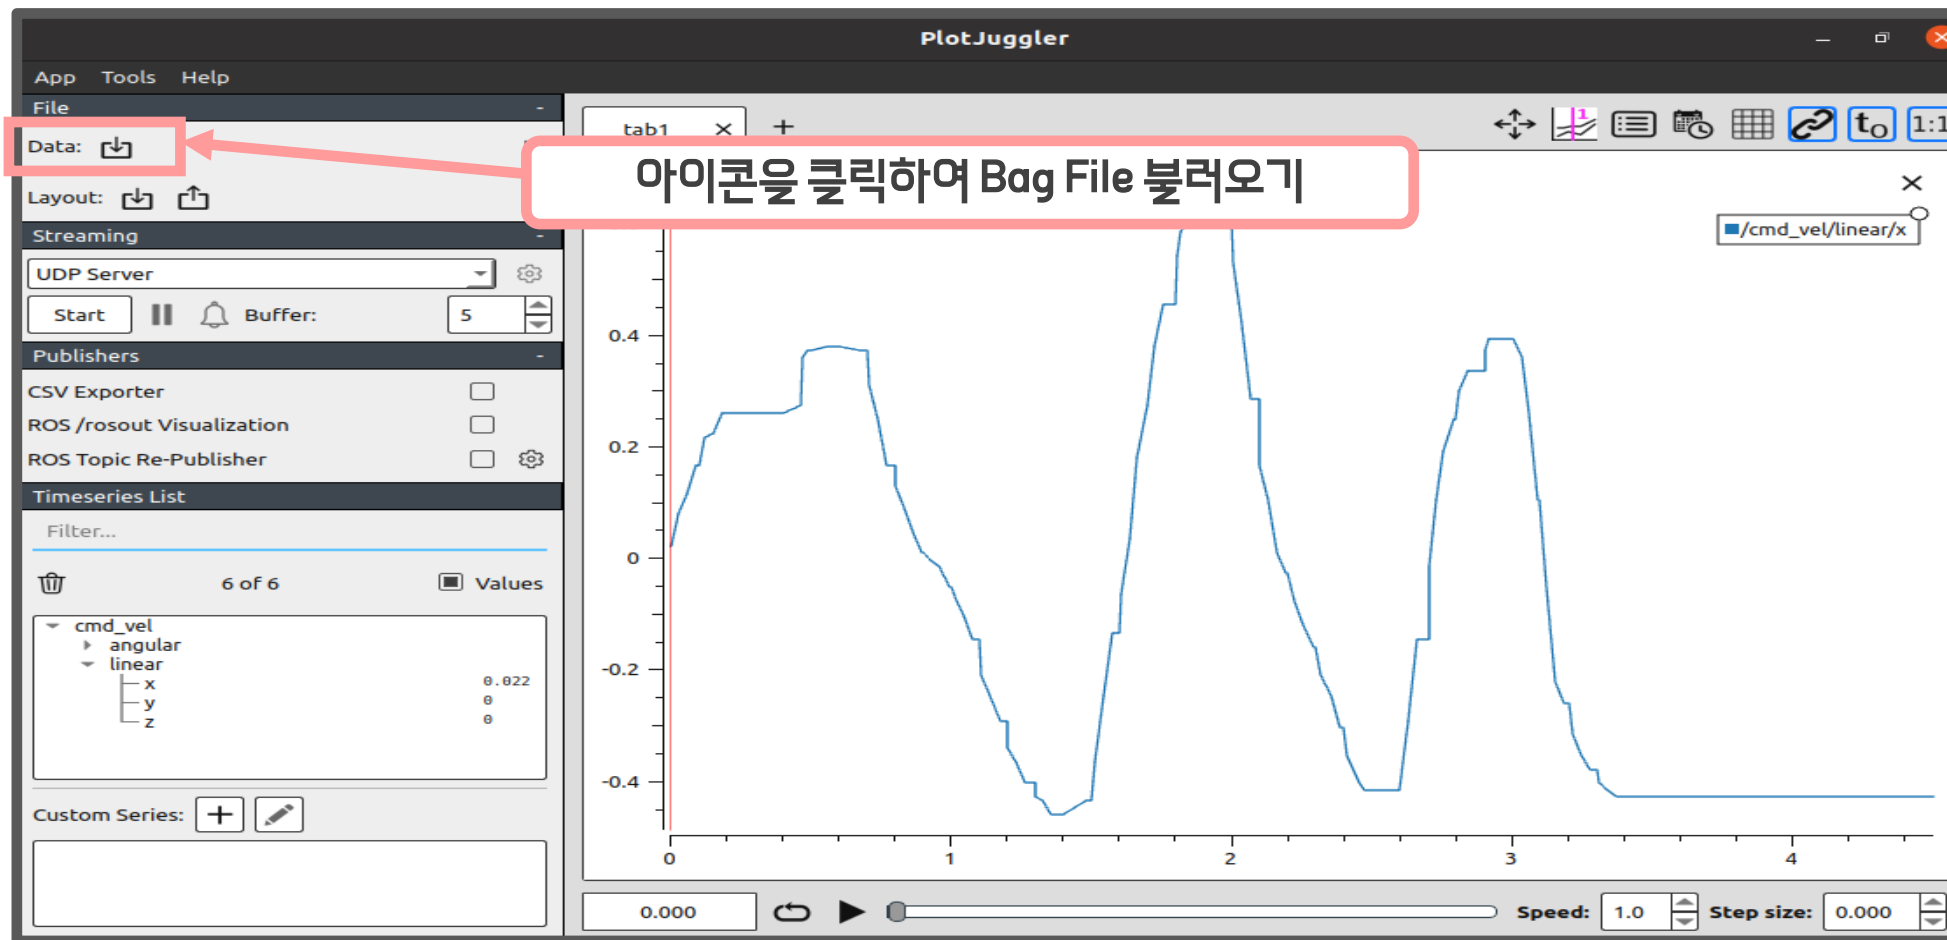 PlotJuggler
App Tools Help
File -
Data:
Layout:
Streaming -
UDP Server
Start Buffer: 5
Publishers -
CSV Exporter
ROS /rosout Visualization
ROS Topic Re-Publisher
Timeseries List
Filter...
6 of 6 Values
cmd_vel
angular
linear
x 0.022
y 0
z 0
Custom Series:
tab1
1
to
1:1
아이콘을 클릭하여 Bag File 불러오기
/cmd_vel/linear/x
0.4
0.2
0
-0.2
-0.4
0 1 2 3 4
0.000 Speed: 1.0 Step size: 0.000